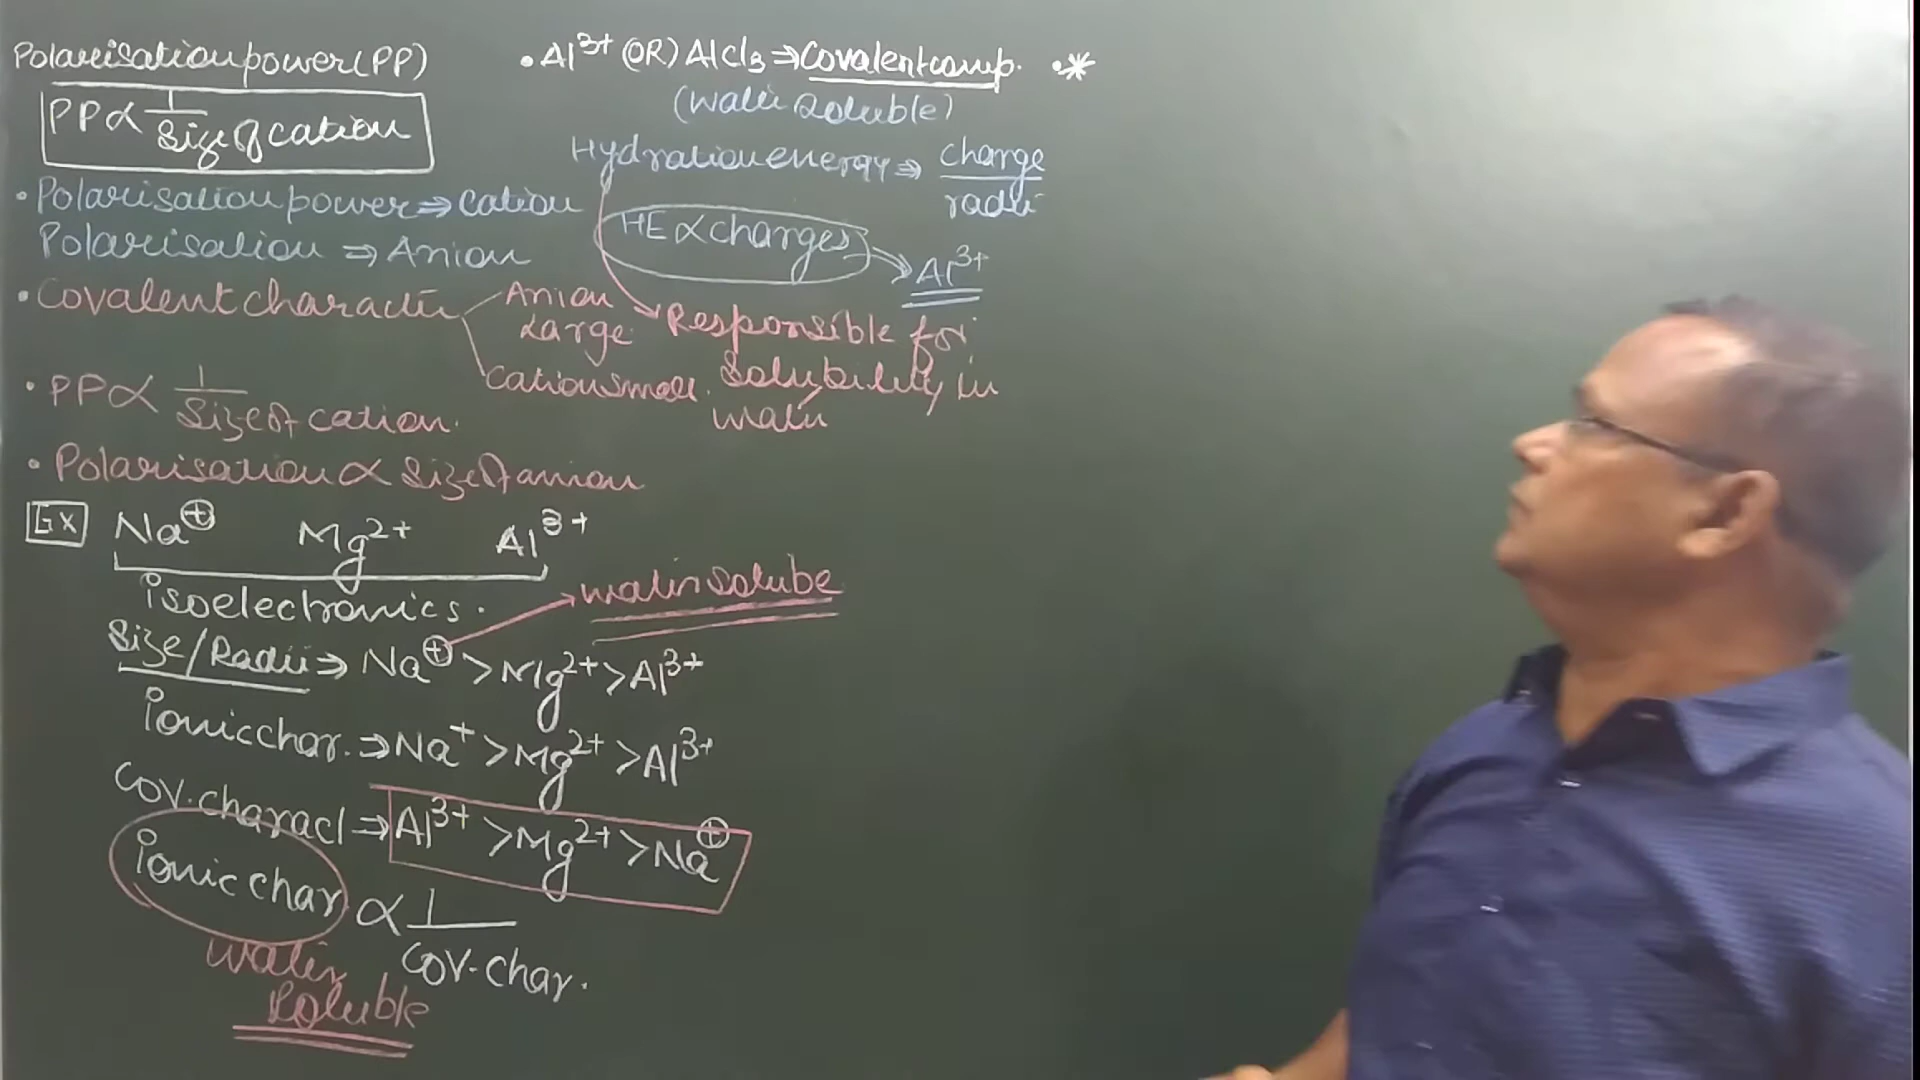 Polarisation power (PP)
PP ∝ 1/Size of cation
• Polarisation power ⇒ cation
Polarisation ⇒ Anion
• Covalent character
Anion Large
cation small.
• PP ∝ 1/Size of cation.
• Polarisation ∝ Size of anion
Ex Na⊕ Mg2+ Al3+
isoelectronics.
Size/Radii ⇒ Na⊕ > Mg2+ > Al3+
water solube
ionic char. ⇒ Na+ > Mg2+ > Al3+
Cov. charact ⇒ Al3+ > Mg2+ > Na⊕
ionic char ∝ 1/Cov. char.
water
soluble
• Al3+ (OR) AlCl3 ⇒ Covalent comp. • *
(water soluble)
Hydration energy ⇒ charge/radii
HE ∝ charges
Al3+
Responsible for
Solubility in
water